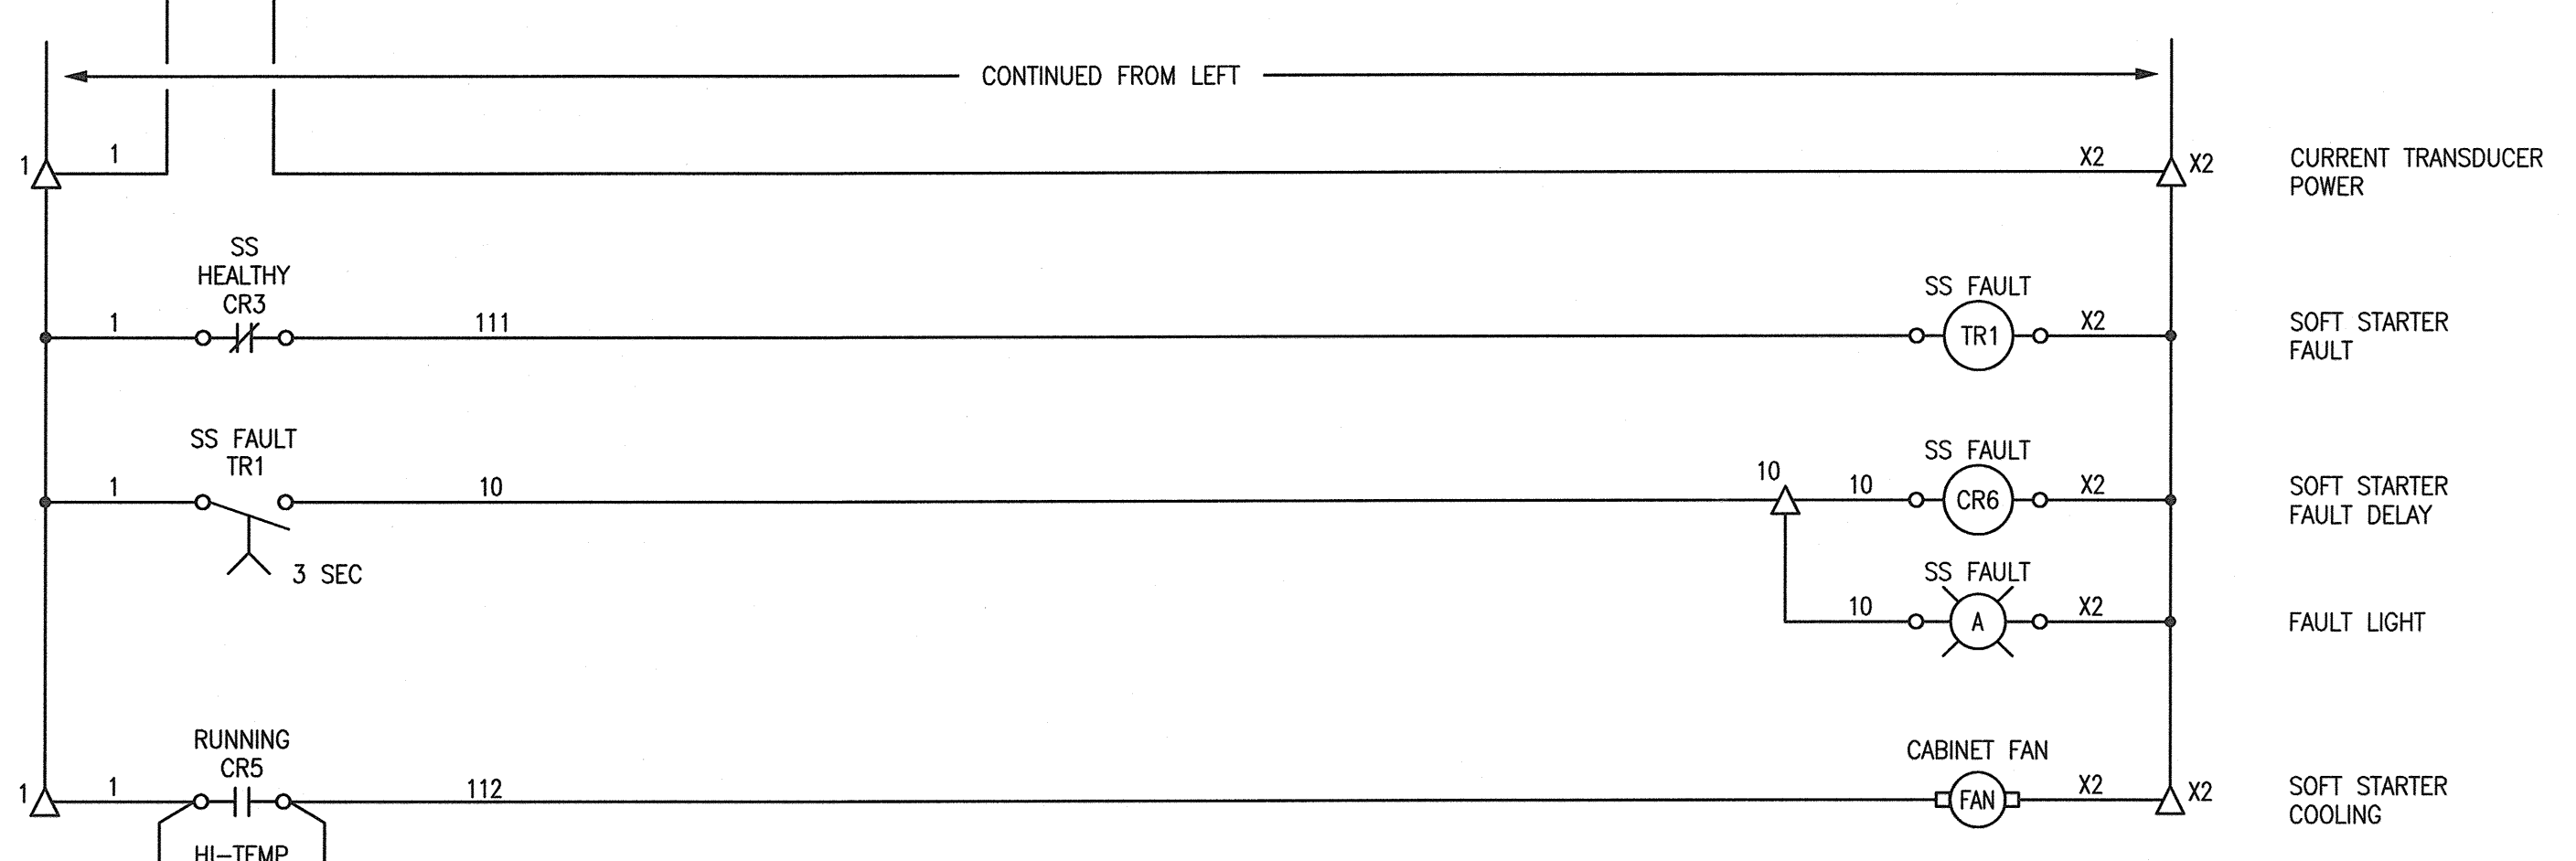 CONTINUED FROM LEFT
1 1 X2 X2 CURRENT TRANSDUCER
POWER
SS
HEALTHY
CR3
SS FAULT
1 111 TR1 X2 SOFT STARTER
FAULT
SS FAULT
TR1
SS FAULT
1 10 10 10 CR6 X2 SOFT STARTER
FAULT DELAY
3 SEC
SS FAULT
10 A X2 FAULT LIGHT
RUNNING
CR5
CABINET FAN
1 1 112 FAN X2 X2 SOFT STARTER
COOLING
HI-TEMP